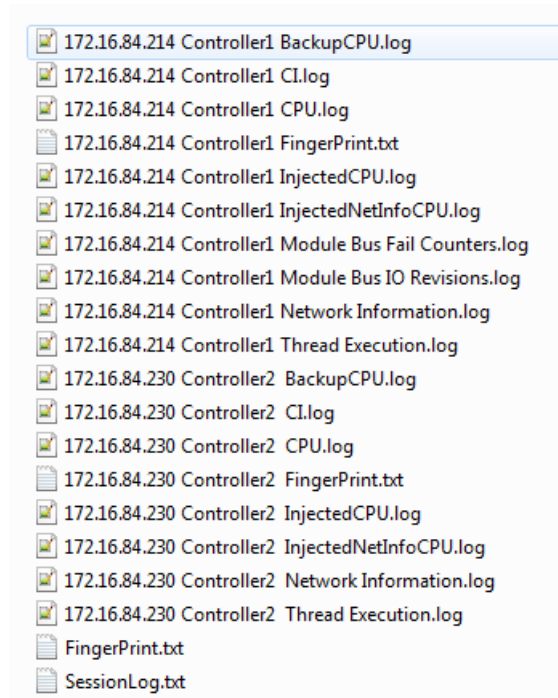 172.16.84.214 Controller1 BackupCPU.log
172.16.84.214 Controller1 CI.log
172.16.84.214 Controller1 CPU.log
172.16.84.214 Controller1 FingerPrint.txt
172.16.84.214 Controller1 InjectedCPU.log
172.16.84.214 Controller1 InjectedNetInfoCPU.log
172.16.84.214 Controller1 Module Bus Fail Counters.log
172.16.84.214 Controller1 Module Bus IO Revisions.log
172.16.84.214 Controller1 Network Information.log
172.16.84.214 Controller1 Thread Execution.log
172.16.84.230 Controller2  BackupCPU.log
172.16.84.230 Controller2  CI.log
172.16.84.230 Controller2  CPU.log
172.16.84.230 Controller2  FingerPrint.txt
172.16.84.230 Controller2  InjectedCPU.log
172.16.84.230 Controller2  InjectedNetInfoCPU.log
172.16.84.230 Controller2  Network Information.log
172.16.84.230 Controller2  Thread Execution.log
FingerPrint.txt
SessionLog.txt